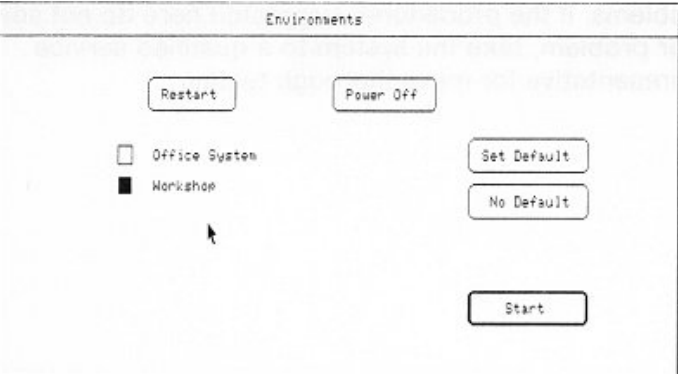 Environments
Restart Power Off
Office System Set Default
Workshop
No Default
Start